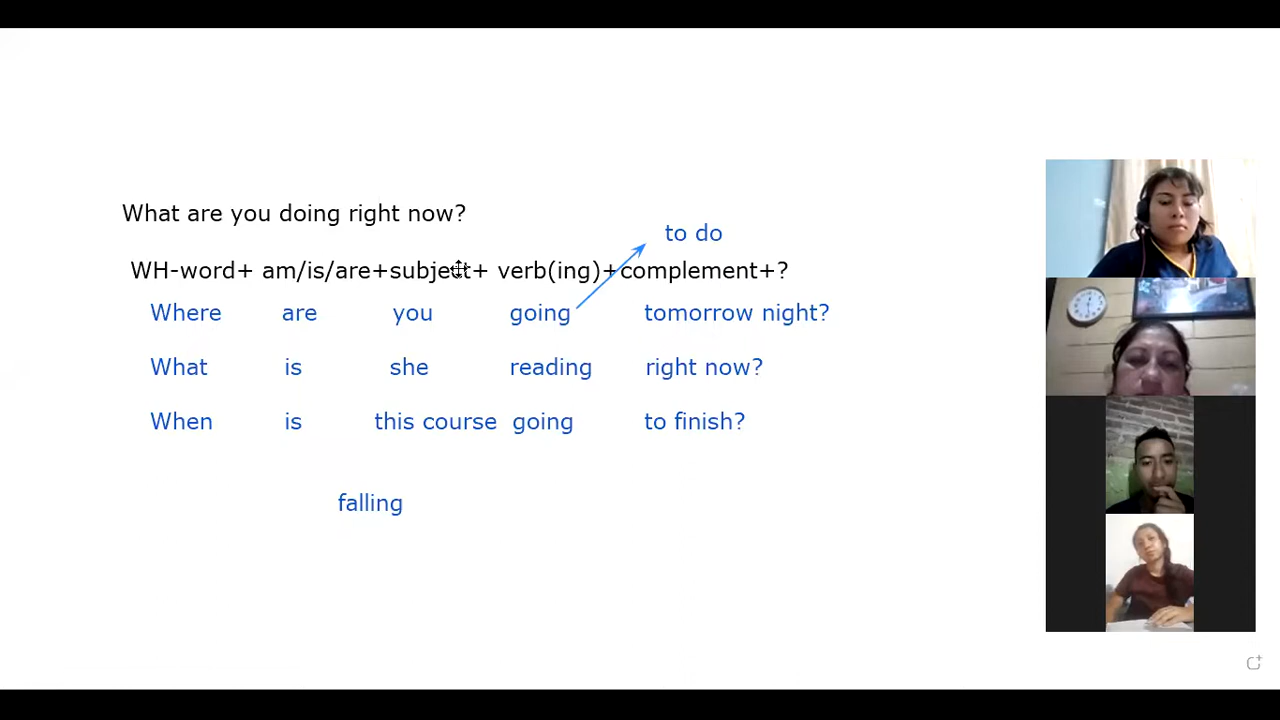 What are you doing right now?
to do
WH-word+ am/is/are+subject+ verb(ing)+complement+?
Where are you going tomorrow night?
What is she reading right now?
When is this course going to finish?
falling